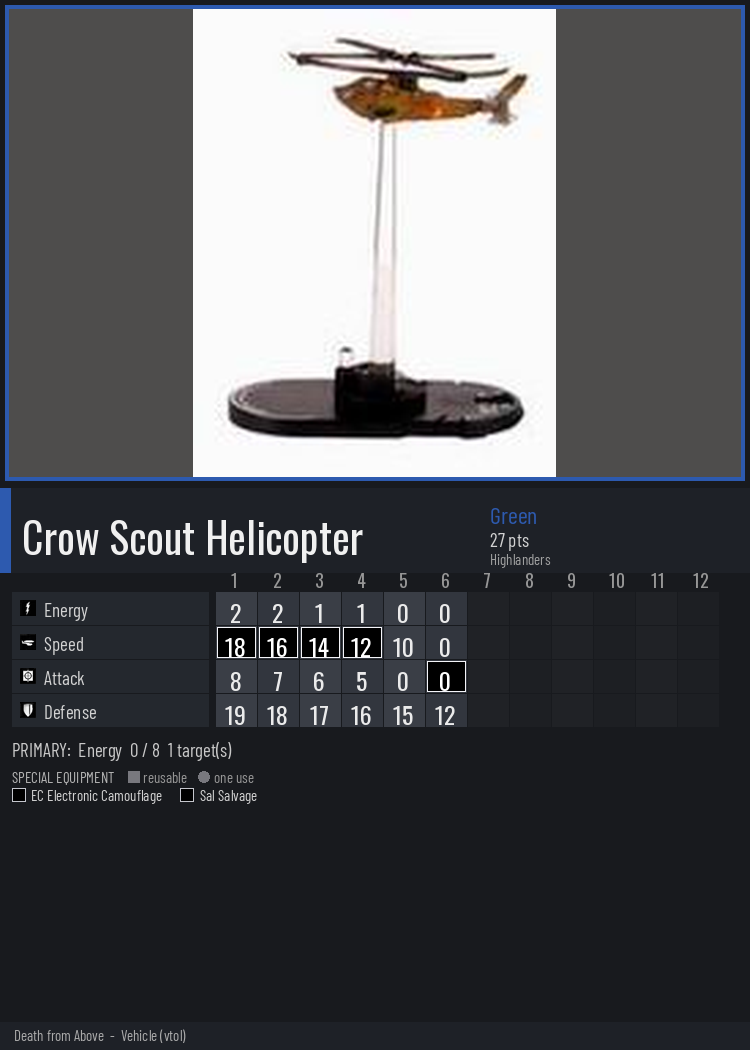 Crow Scout Helicopter
Green
27 pts
Highlanders
1 2 3 4 5 6 7 8 9 10 11 12
Energy 2 2 1 1 0 0
Speed 18 16 14 12 10 0
Attack 8 7 6 5 0 0
Defense 19 18 17 16 15 12
PRIMARY: Energy 0 / 8 1 target(s)
SPECIAL EQUIPMENT reusable one use
EC Electronic Camouflage Sal Salvage
Death from Above - Vehicle (vtol)